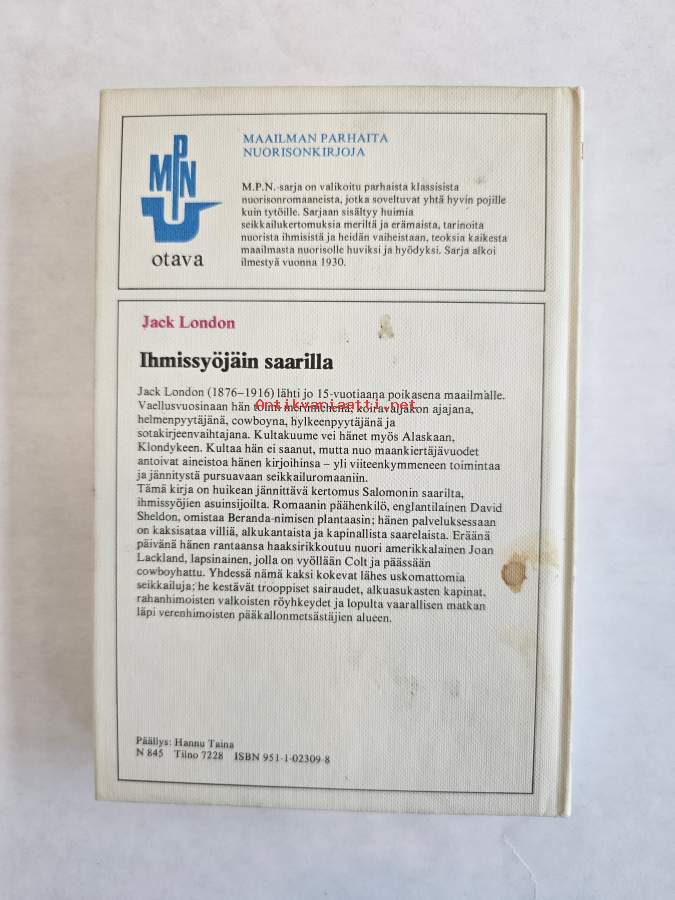 MPN
otava
MAAILMAN PARHAITA
NUORISONKIRJOJA
M.P.N.-sarja on valikoitu parhaista klassisista
nuorisonromaaneista, jotka soveltuvat yhtä hyvin pojille
kuin tytöille. Sarjaan sisältyy huimia
seikkailukertomuksia meriltä ja erämaista, tarinoita
nuorista ihmisistä ja heidän vaiheistaan, teoksia kaikesta
maailmasta nuorisolle huviksi ja hyödyksi. Sarja alkoi
ilmestyä vuonna 1930.
Jack London
Ihmissyöjäin saarilla
Jack London (1876–1916) lähti jo 15-vuotiaana poikasena maailmalle.
Antikvariaatti.net
Vaellusvuosinaan hän toimi merimiehenä, koiravaljakon ajajana,
helmenpyytäjänä, cowboyna, hylkeenpyytäjänä ja
sotakirjeenvaihtajana. Kultakuume vei hänet myös Alaskaan,
Klondykeen. Kultaa hän ei saanut, mutta nuo maankiertäjävuodet
antoivat aineistoa hänen kirjoihinsa – yli viiteenkymmeneen toimintaa
ja jännitystä pursuavaan seikkailuromaaniin.
Tämä kirja on huikean jännittävä kertomus Salomonin saarilta,
ihmissyöjien asuinsijoilta. Romaanin päähenkilö, englantilainen David
Sheldon, omistaa Beranda-nimisen plantaasin; hänen palveluksessaan
on kaksisataa villiä, alkukantaista ja kapinallista saarelaista. Eräänä
päivänä hänen rantaansa haaksirikkoutuu nuori amerikkalainen Joan
Lackland, lapsinainen, jolla on vyöllään Colt ja päässään
cowboyhattu. Yhdessä nämä kaksi kokevat lähes uskomattomia
seikkailuja; he kestävät trooppiset sairaudet, alkuasukasten kapinat,
rahanhimoisten valkoisten röyhkeydet ja lopulta vaarallisen matkan
läpi verenhimoisten pääkallonmetsästäjien alueen.
Päällys: Hannu Taina
N 845 Tilno 7228 ISBN 951-1-02309-8